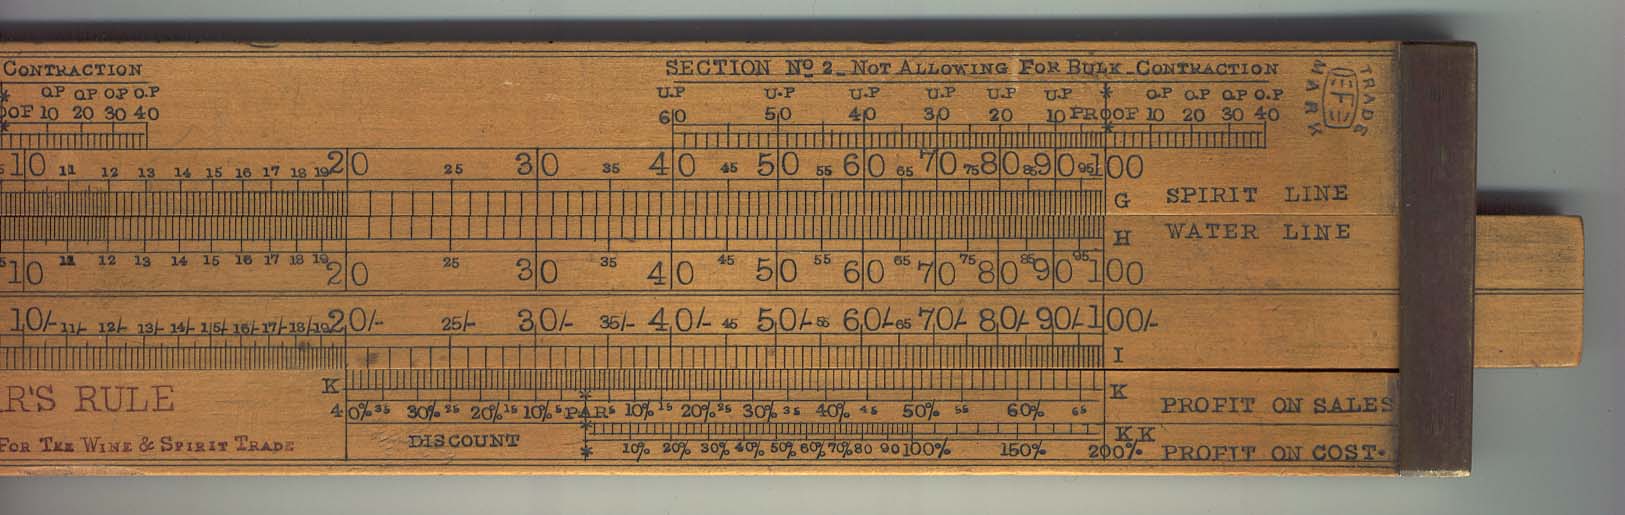 CONTRACTION SECTION Nº 2 - NOT ALLOWING FOR BULK - CONTRACTION
TRADE MARK
O.P O.P O.P O.P U.P U.P U.P U.P U.P U.P * O.P O.P O.P O.P
OOF 10 20 30 40 60 50 40 30 20 10 PROOF 10 20 30 40
10 11 12 13 14 15 16 17 18 19 20 25 30 35 40 45 50 55 60 65 70 75 80 85 90 95 100
G SPIRIT LINE
H WATER LINE
10 11 12 13 14 15 16 17 18 19 20 25 30 35 40 45 50 55 60 65 70 75 80 85 90 95 100
10/- 11/- 12/- 13/- 14/- 15/- 16/- 17/- 18/- 19 20/- 25/- 30/- 35/- 40/- 45 50/- 55 60/- 65 70/- 80/- 90/- 100/-
I
R'S RULE K K
40% 35 30% 25 20% 15 10% 5 PAR 5 10% 15 20% 25 30% 35 40% 45 50% 55 60% 65 PROFIT ON SALES
FOR THE WINE & SPIRIT TRADE DISCOUNT KK
10% 20% 30% 40% 50% 60% 70% 80 90 100% 150% 200% PROFIT ON COST.